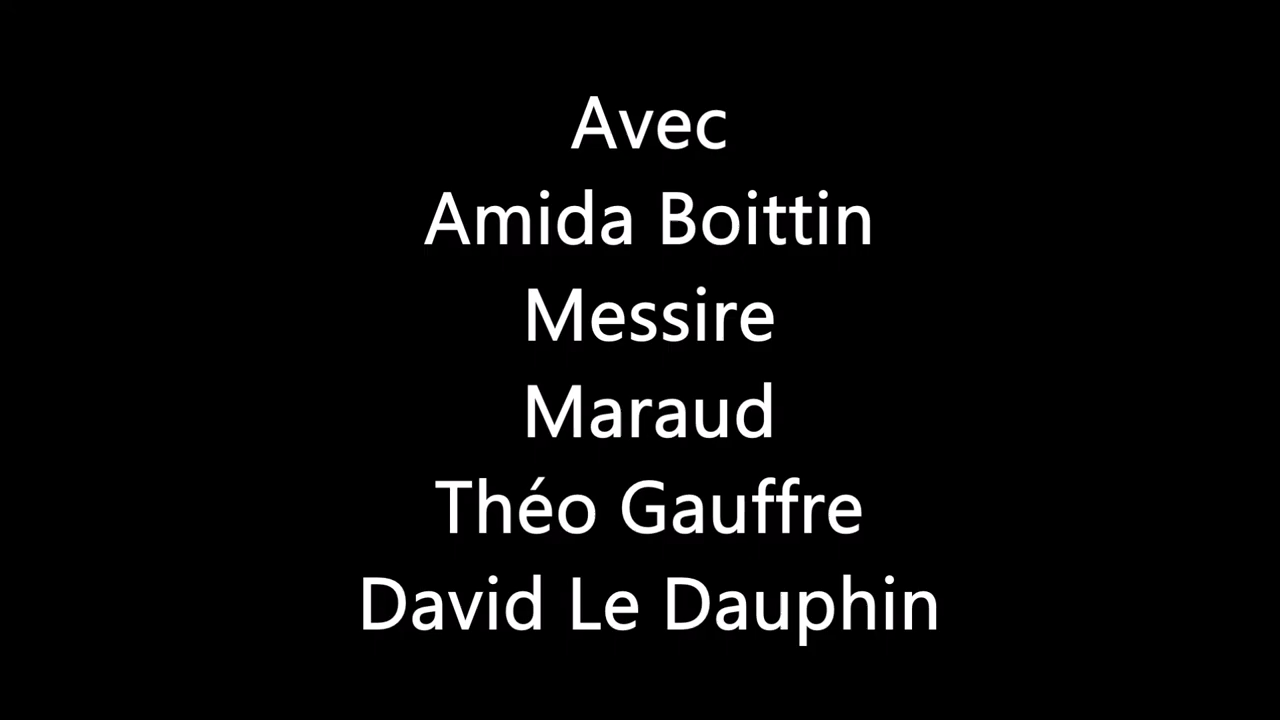 Avec
Amida Boittin
Messire
Maraud
Théo Gauffre
David Le Dauphin